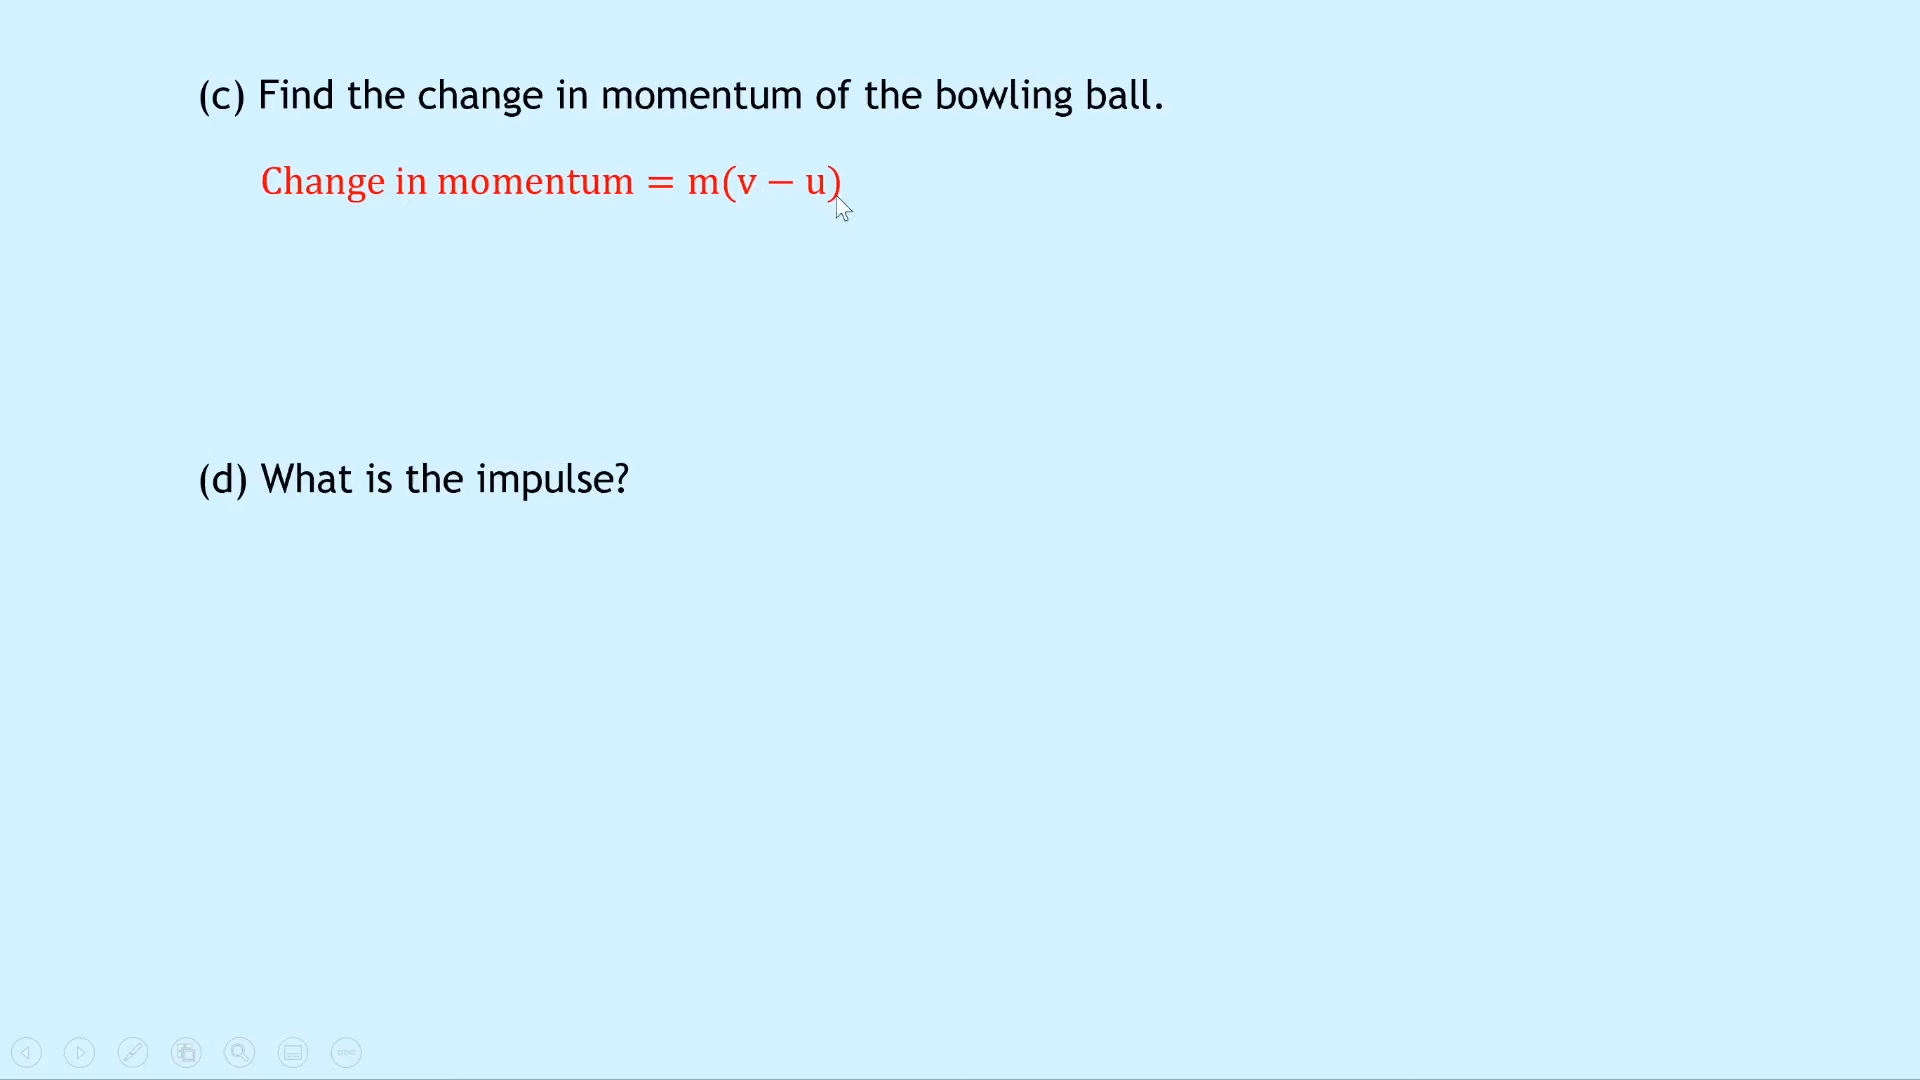 (c) Find the change in momentum of the bowling ball.
Change in momentum = m(v − u)
(d) What is the impulse?